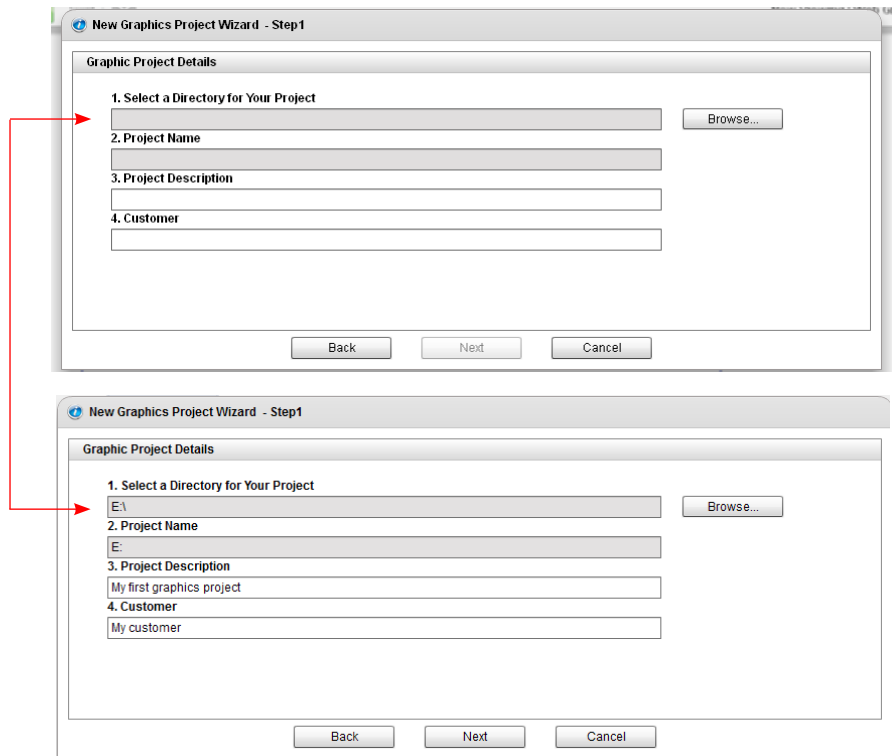 New Graphics Project Wizard - Step1
Graphic Project Details
1. Select a Directory for Your Project
Browse...
2. Project Name
3. Project Description
4. Customer
Back Next Cancel
New Graphics Project Wizard - Step1
Graphic Project Details
1. Select a Directory for Your Project
E:\ Browse...
2. Project Name
E:
3. Project Description
My first graphics project
4. Customer
My customer
Back Next Cancel